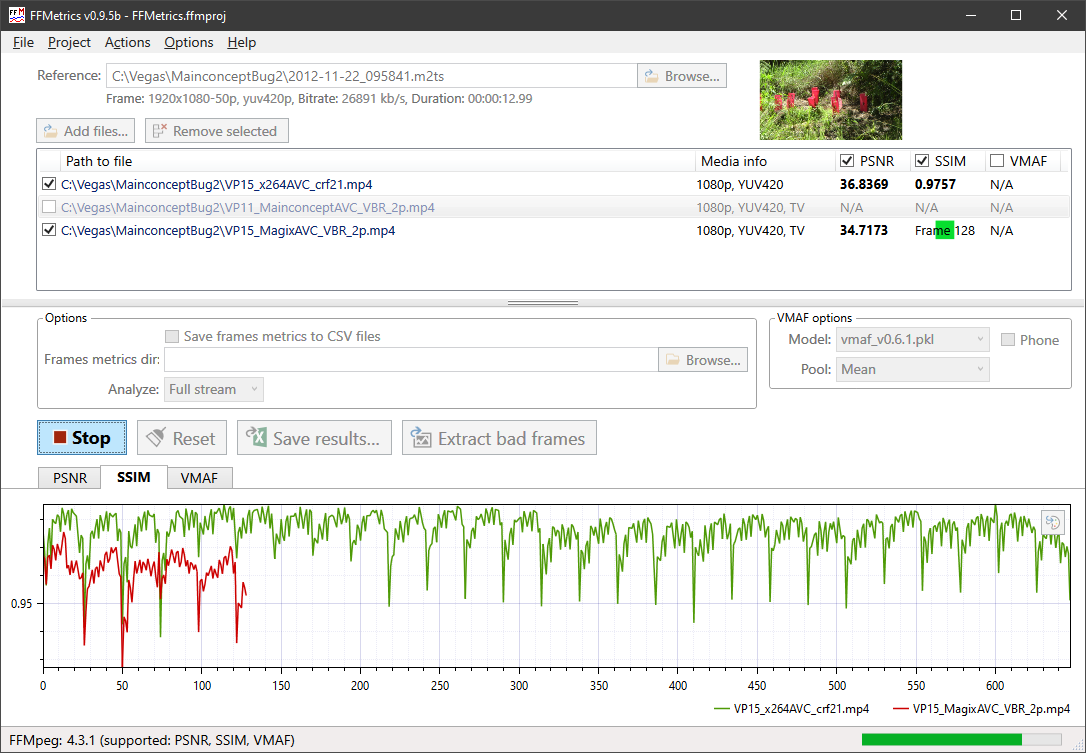 FFM
FFMetrics v0.9.5b - FFMetrics.ffmproj
File Project Actions Options Help
Reference: C:\Vegas\MainconceptBug2\2012-11-22_095841.m2ts Browse...
Frame: 1920x1080-50p, yuv420p, Bitrate: 26891 kb/s, Duration: 00:00:12.99
Add files... Remove selected
Path to file Media info PSNR SSIM VMAF
C:\Vegas\MainconceptBug2\VP15_x264AVC_crf21.mp4 1080p, YUV420 36.8369 0.9757 N/A
C:\Vegas\MainconceptBug2\VP11_MainconceptAVC_VBR_2p.mp4 1080p, YUV420, TV N/A N/A N/A
C:\Vegas\MainconceptBug2\VP15_MagixAVC_VBR_2p.mp4 1080p, YUV420, TV 34.7173 Frame 128 N/A
Options VMAF options
Save frames metrics to CSV files Model: vmaf_v0.6.1.pkl Phone
Frames metrics dir: Browse... Pool: Mean
Analyze: Full stream
Stop Reset Save results... Extract bad frames
PSNR SSIM VMAF
0.95
0 50 100 150 200 250 300 350 400 450 500 550 600
VP15_x264AVC_crf21.mp4 VP15_MagixAVC_VBR_2p.mp4
FFMpeg: 4.3.1 (supported: PSNR, SSIM, VMAF)